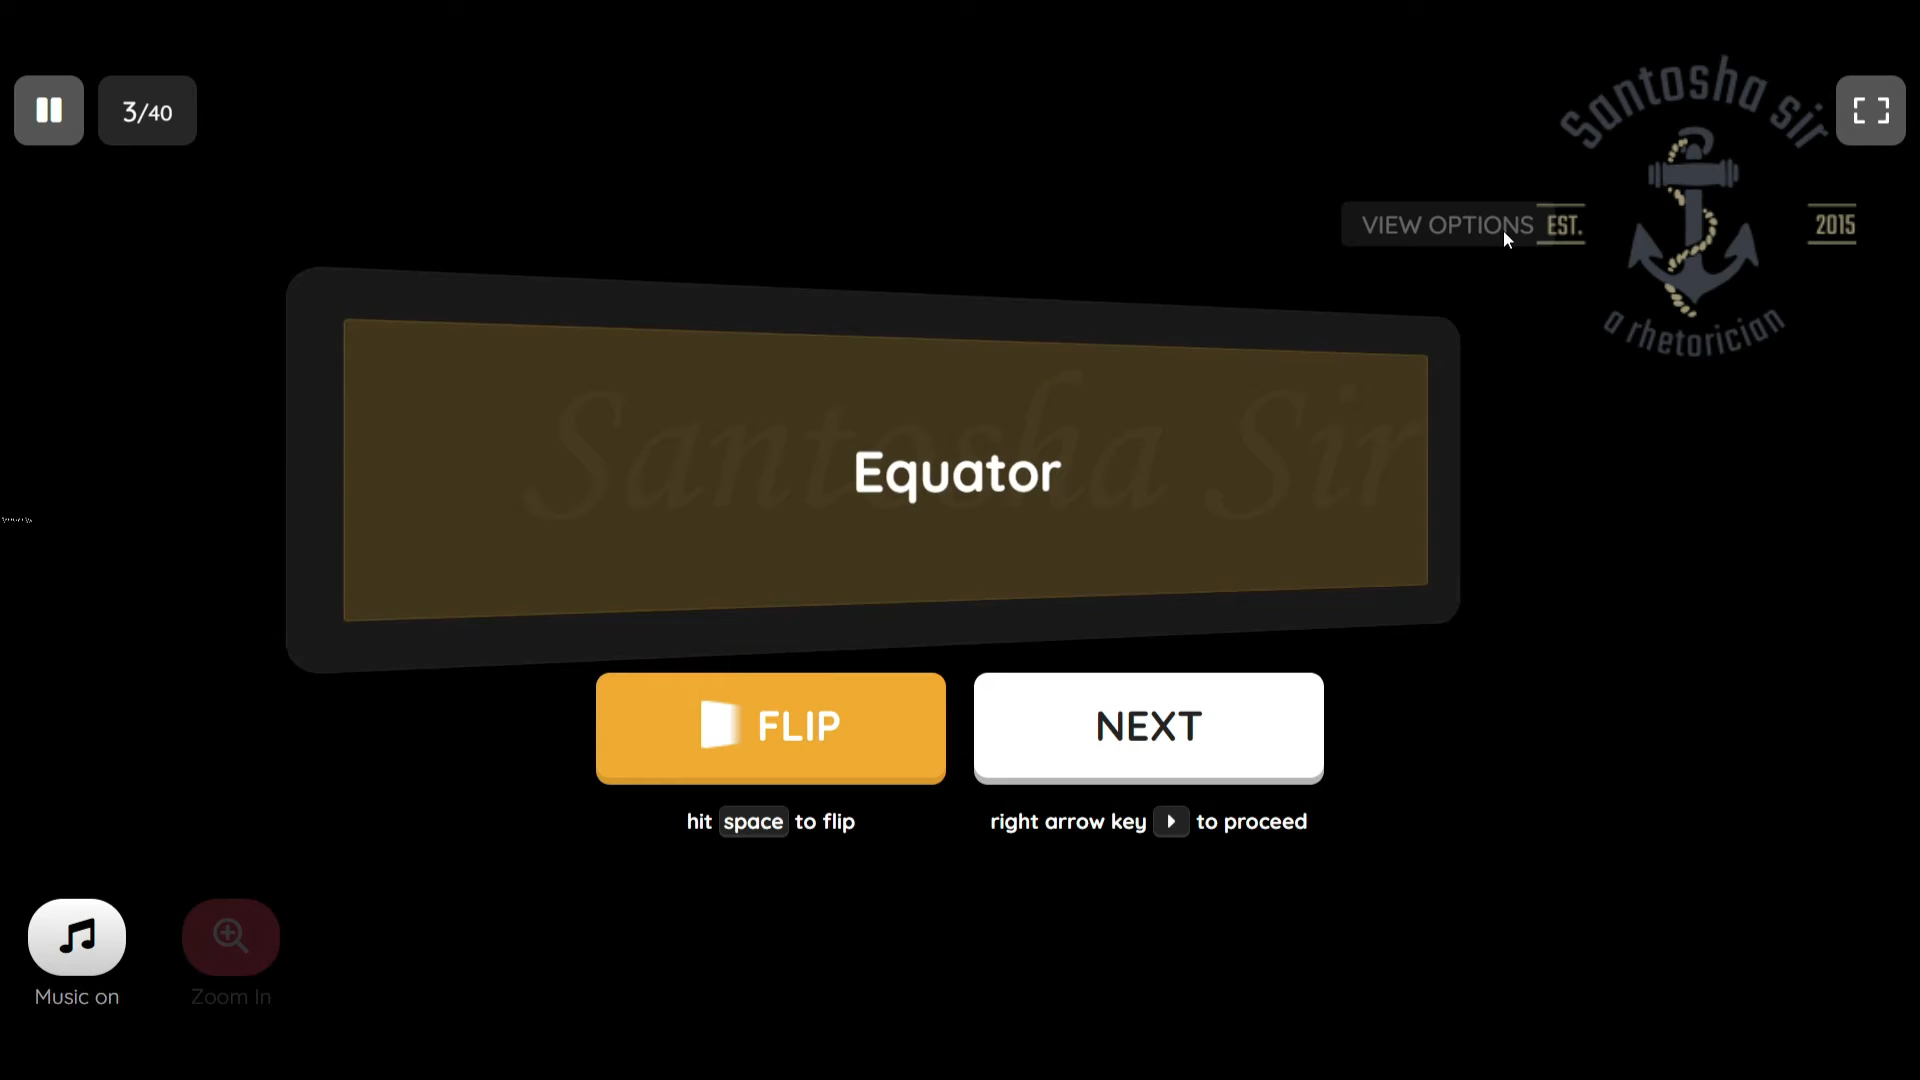 3/40
Santosha sir
VIEW OPTIONS
EST.
2015
a rhetorician
Santosha Sir
Equator
FLIP
NEXT
hit space to flip
right arrow key to proceed
Music on
Zoom In